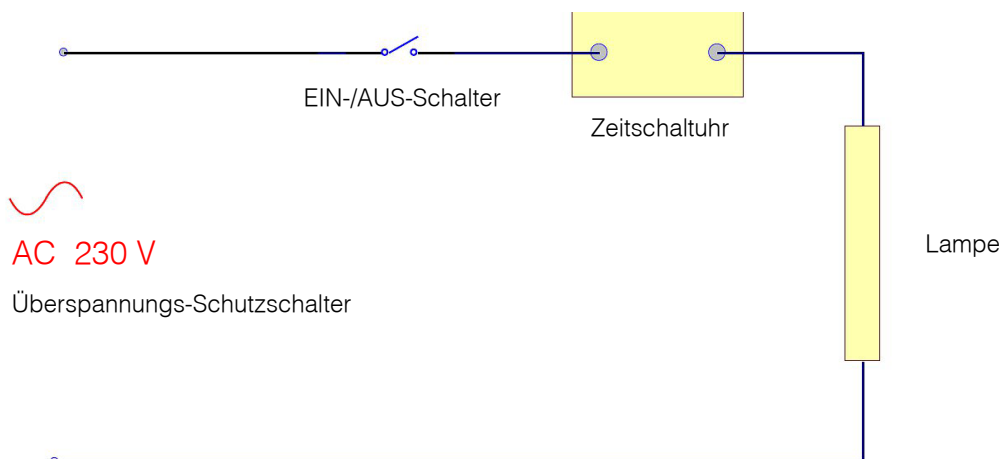 EIN-/AUS-Schalter
Zeitschaltuhr
Lampe
AC 230 V
Überspannungs-Schutzschalter